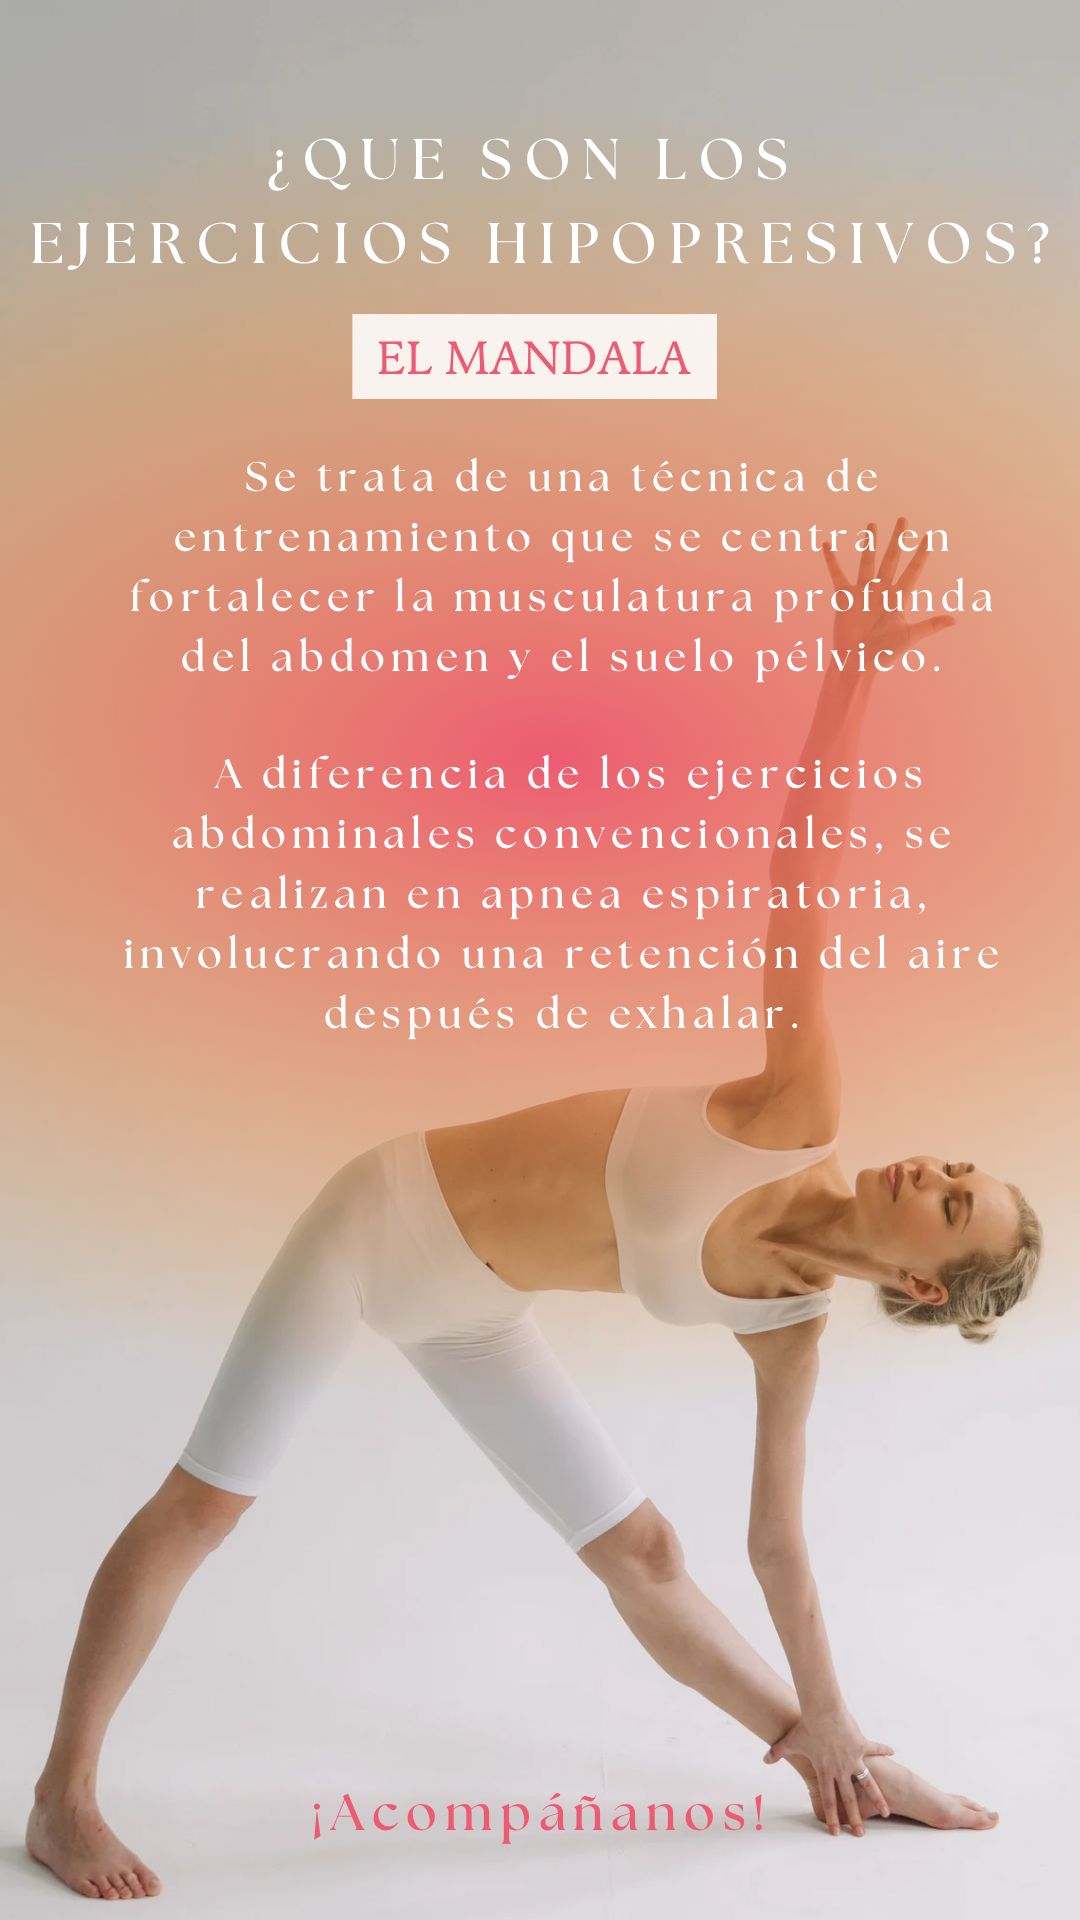 ¿QUE SON LOS
EJERCICIOS HIPOPRESIVOS?
EL MANDALA
Se trata de una técnica de
entrenamiento que se centra en
fortalecer la musculatura profunda
del abdomen y el suelo pélvico.
A diferencia de los ejercicios
abdominales convencionales, se
realizan en apnea espiratoria,
involucrando una retención del aire
después de exhalar.
¡Acompáñanos!